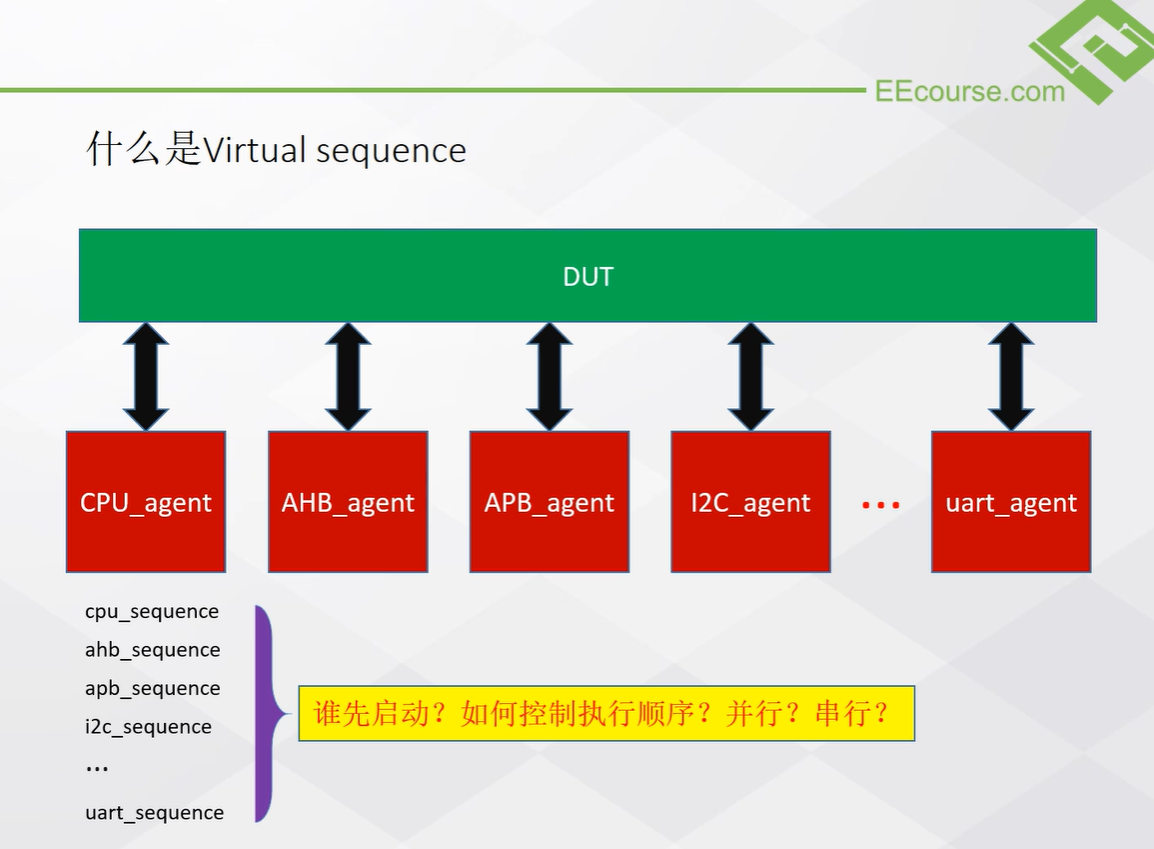 EEcourse.com
什么是Virtual sequence
DUT
CPU_agent
AHB_agent
APB_agent
I2C_agent
...
uart_agent
cpu_sequence
ahb_sequence
apb_sequence
i2c_sequence
...
uart_sequence
谁先启动？如何控制执行顺序？并行？串行？